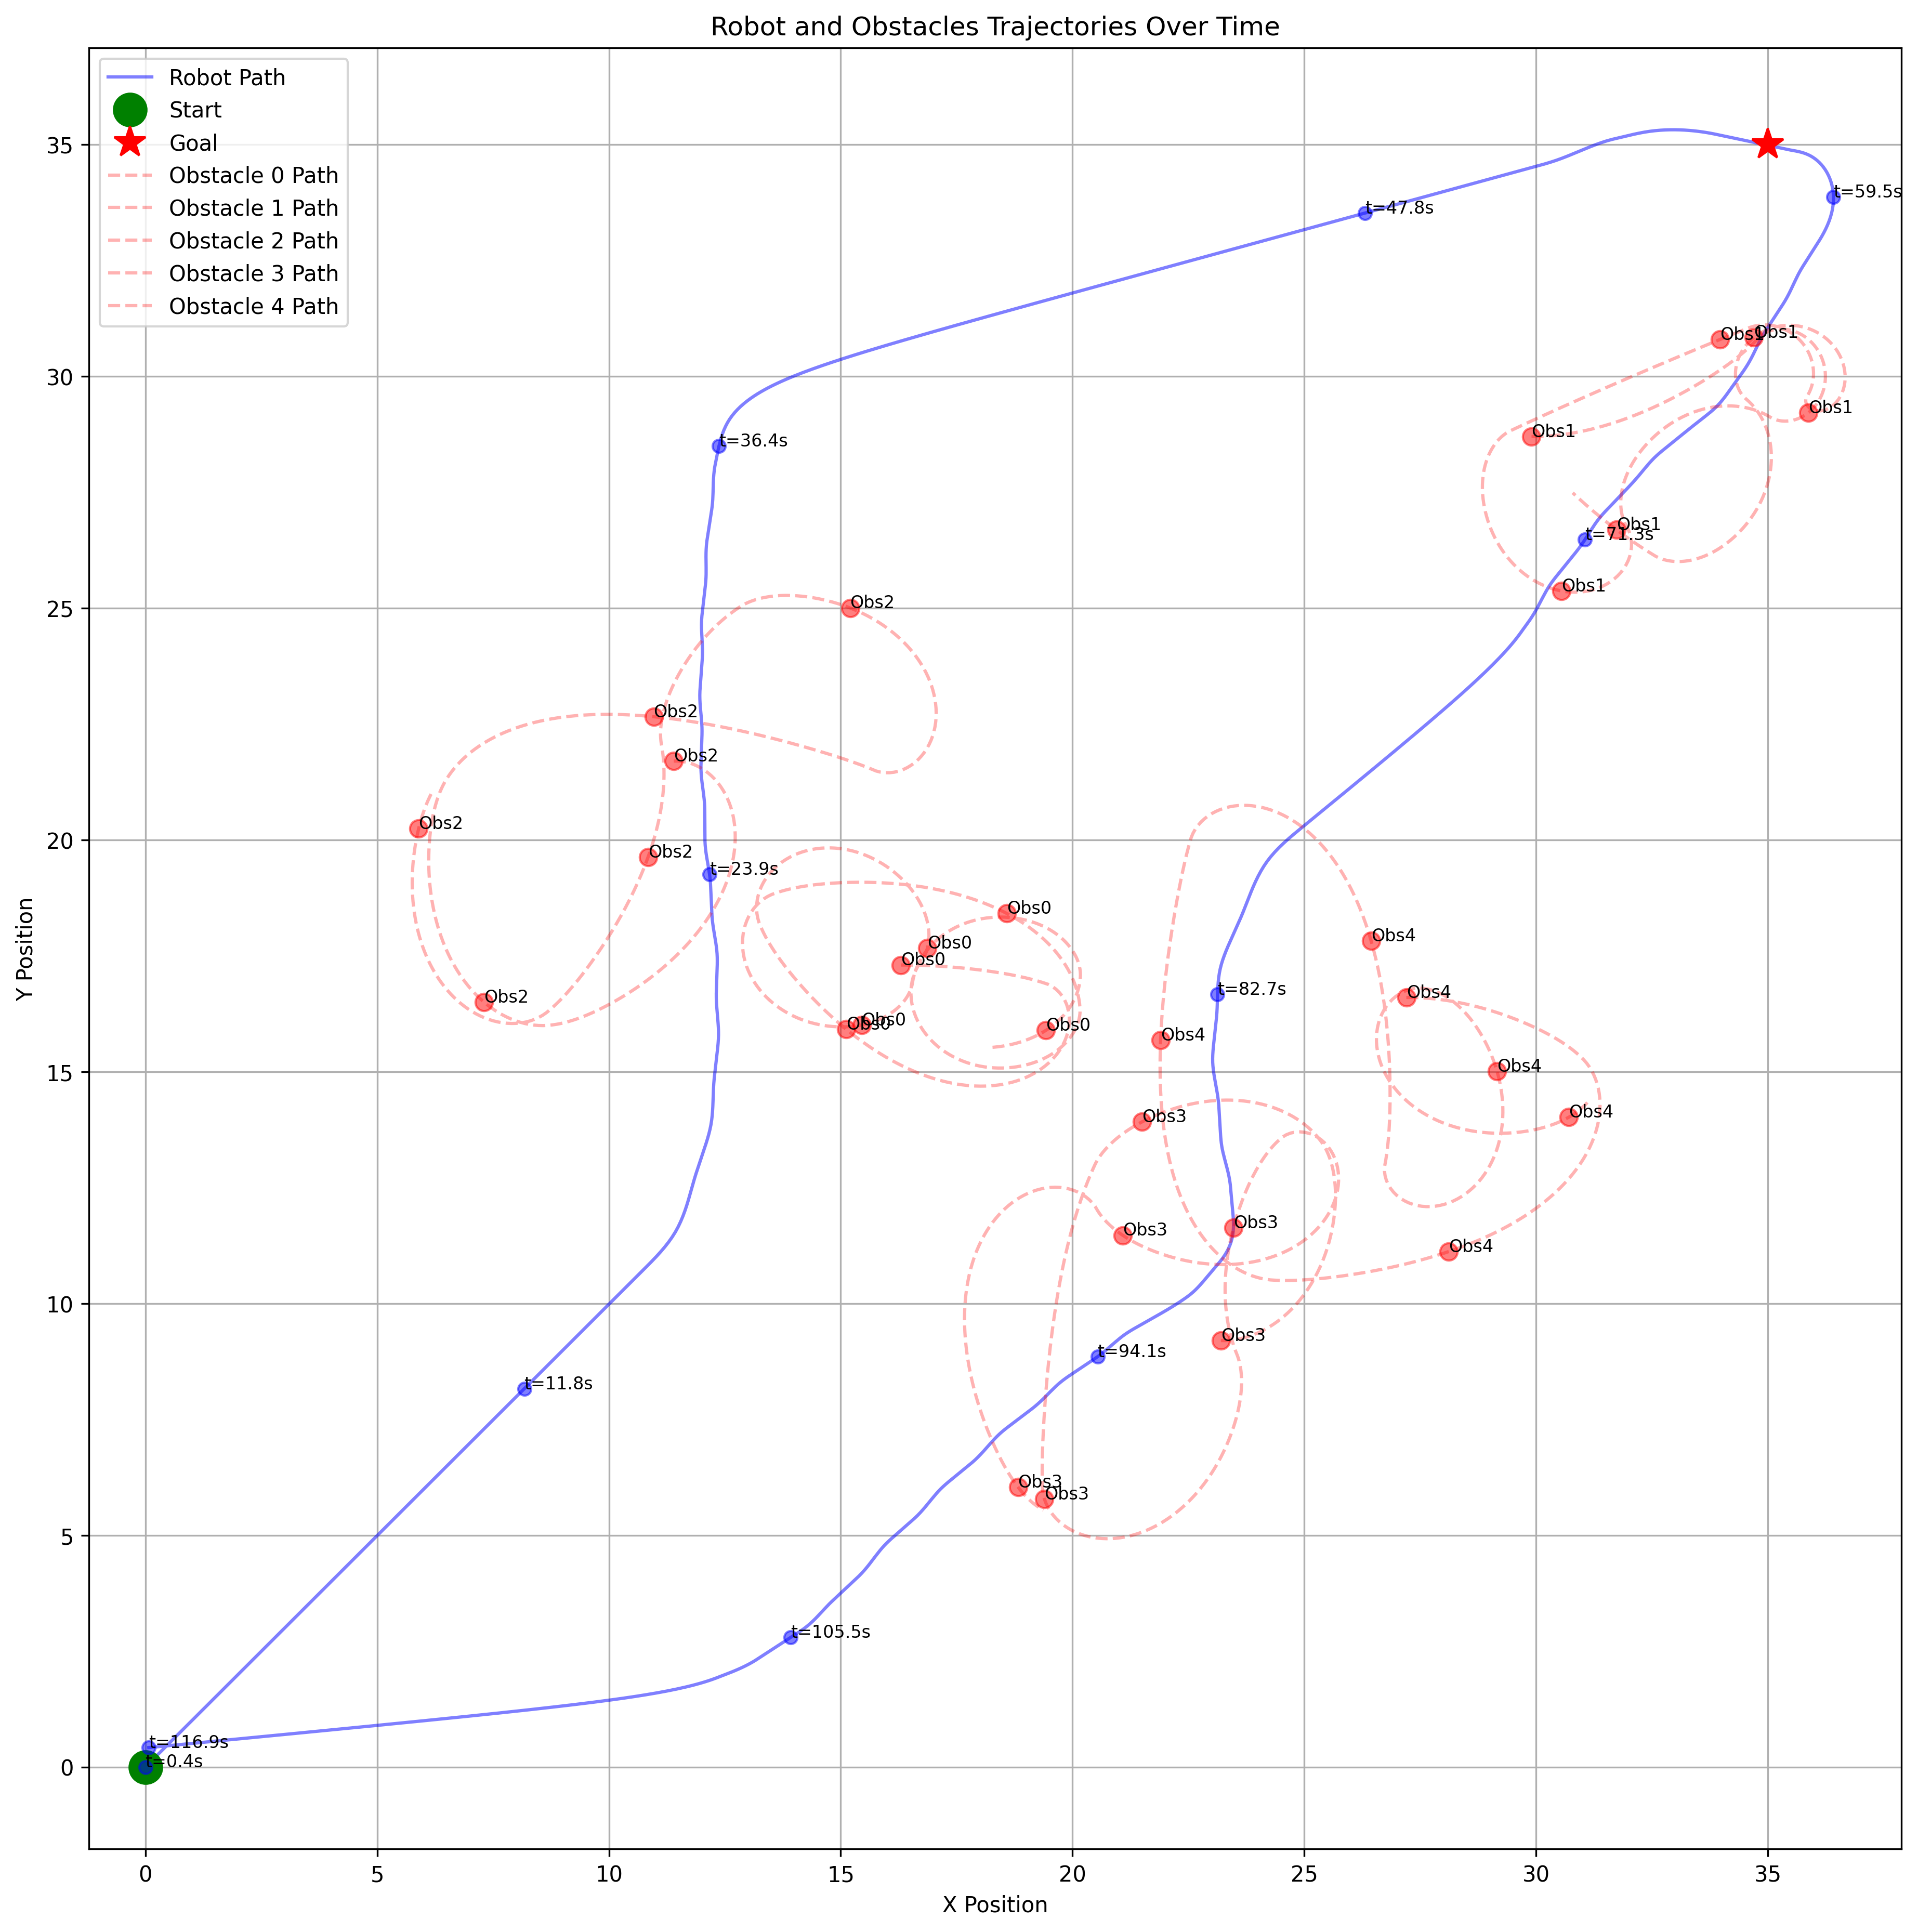 Robot and Obstacles Trajectories Over Time
Robot Path
Start
Goal
Obstacle 0 Path
Obstacle 1 Path
Obstacle 2 Path
Obstacle 3 Path
Obstacle 4 Path
35
30
25
20
15
10
5
0
Y Position
t=59.5s
t=47.8s
Obs1
Obs1
Obs1
Obs1
t=36.4s
Obs1
t=71.3s
Obs1
Obs2
Obs2
Obs2
Obs2
Obs2
t=23.9s
Obs0
Obs0
Obs0
Obs4
Obs2
Obs4
t=82.7s
Obs0
Obs0
Obs0
Obs4
Obs4
Obs4
Obs3
Obs3
Obs3
Obs4
Obs3
t=94.1s
t=11.8s
Obs3
Obs3
t=105.5s
t=116.9s
t=0.4s
0
5
10
15
20
25
30
35
X Position